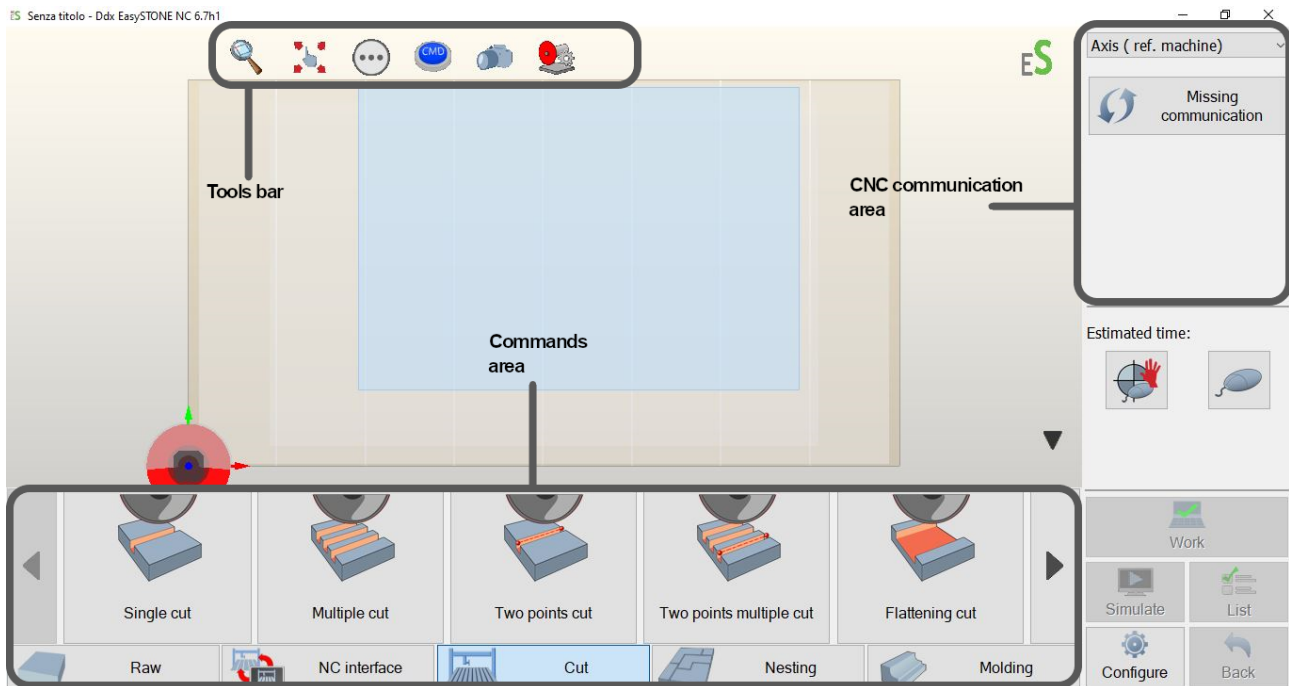 ES Senza titolo - Ddx EasySTONE NC 6.7h1
CMD
ES
Axis ( ref. machine)
Missing
communication
Tools bar
CNC communication
area
Estimated time:
Commands
area
Single cut
Multiple cut
Two points cut
Two points multiple cut
Flattening cut
Work
Simulate
List
Raw
NC interface
Cut
Nesting
Molding
Configure
Back